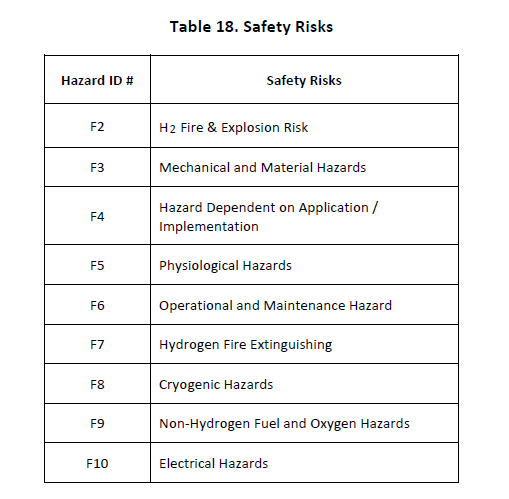 Table 18. Safety Risks
Hazard ID # Safety Risks
F2 H2 Fire & Explosion Risk
F3 Mechanical and Material Hazards
F4 Hazard Dependent on Application /
Implementation
F5 Physiological Hazards
F6 Operational and Maintenance Hazard
F7 Hydrogen Fire Extinguishing
F8 Cryogenic Hazards
F9 Non-Hydrogen Fuel and Oxygen Hazards
F10 Electrical Hazards